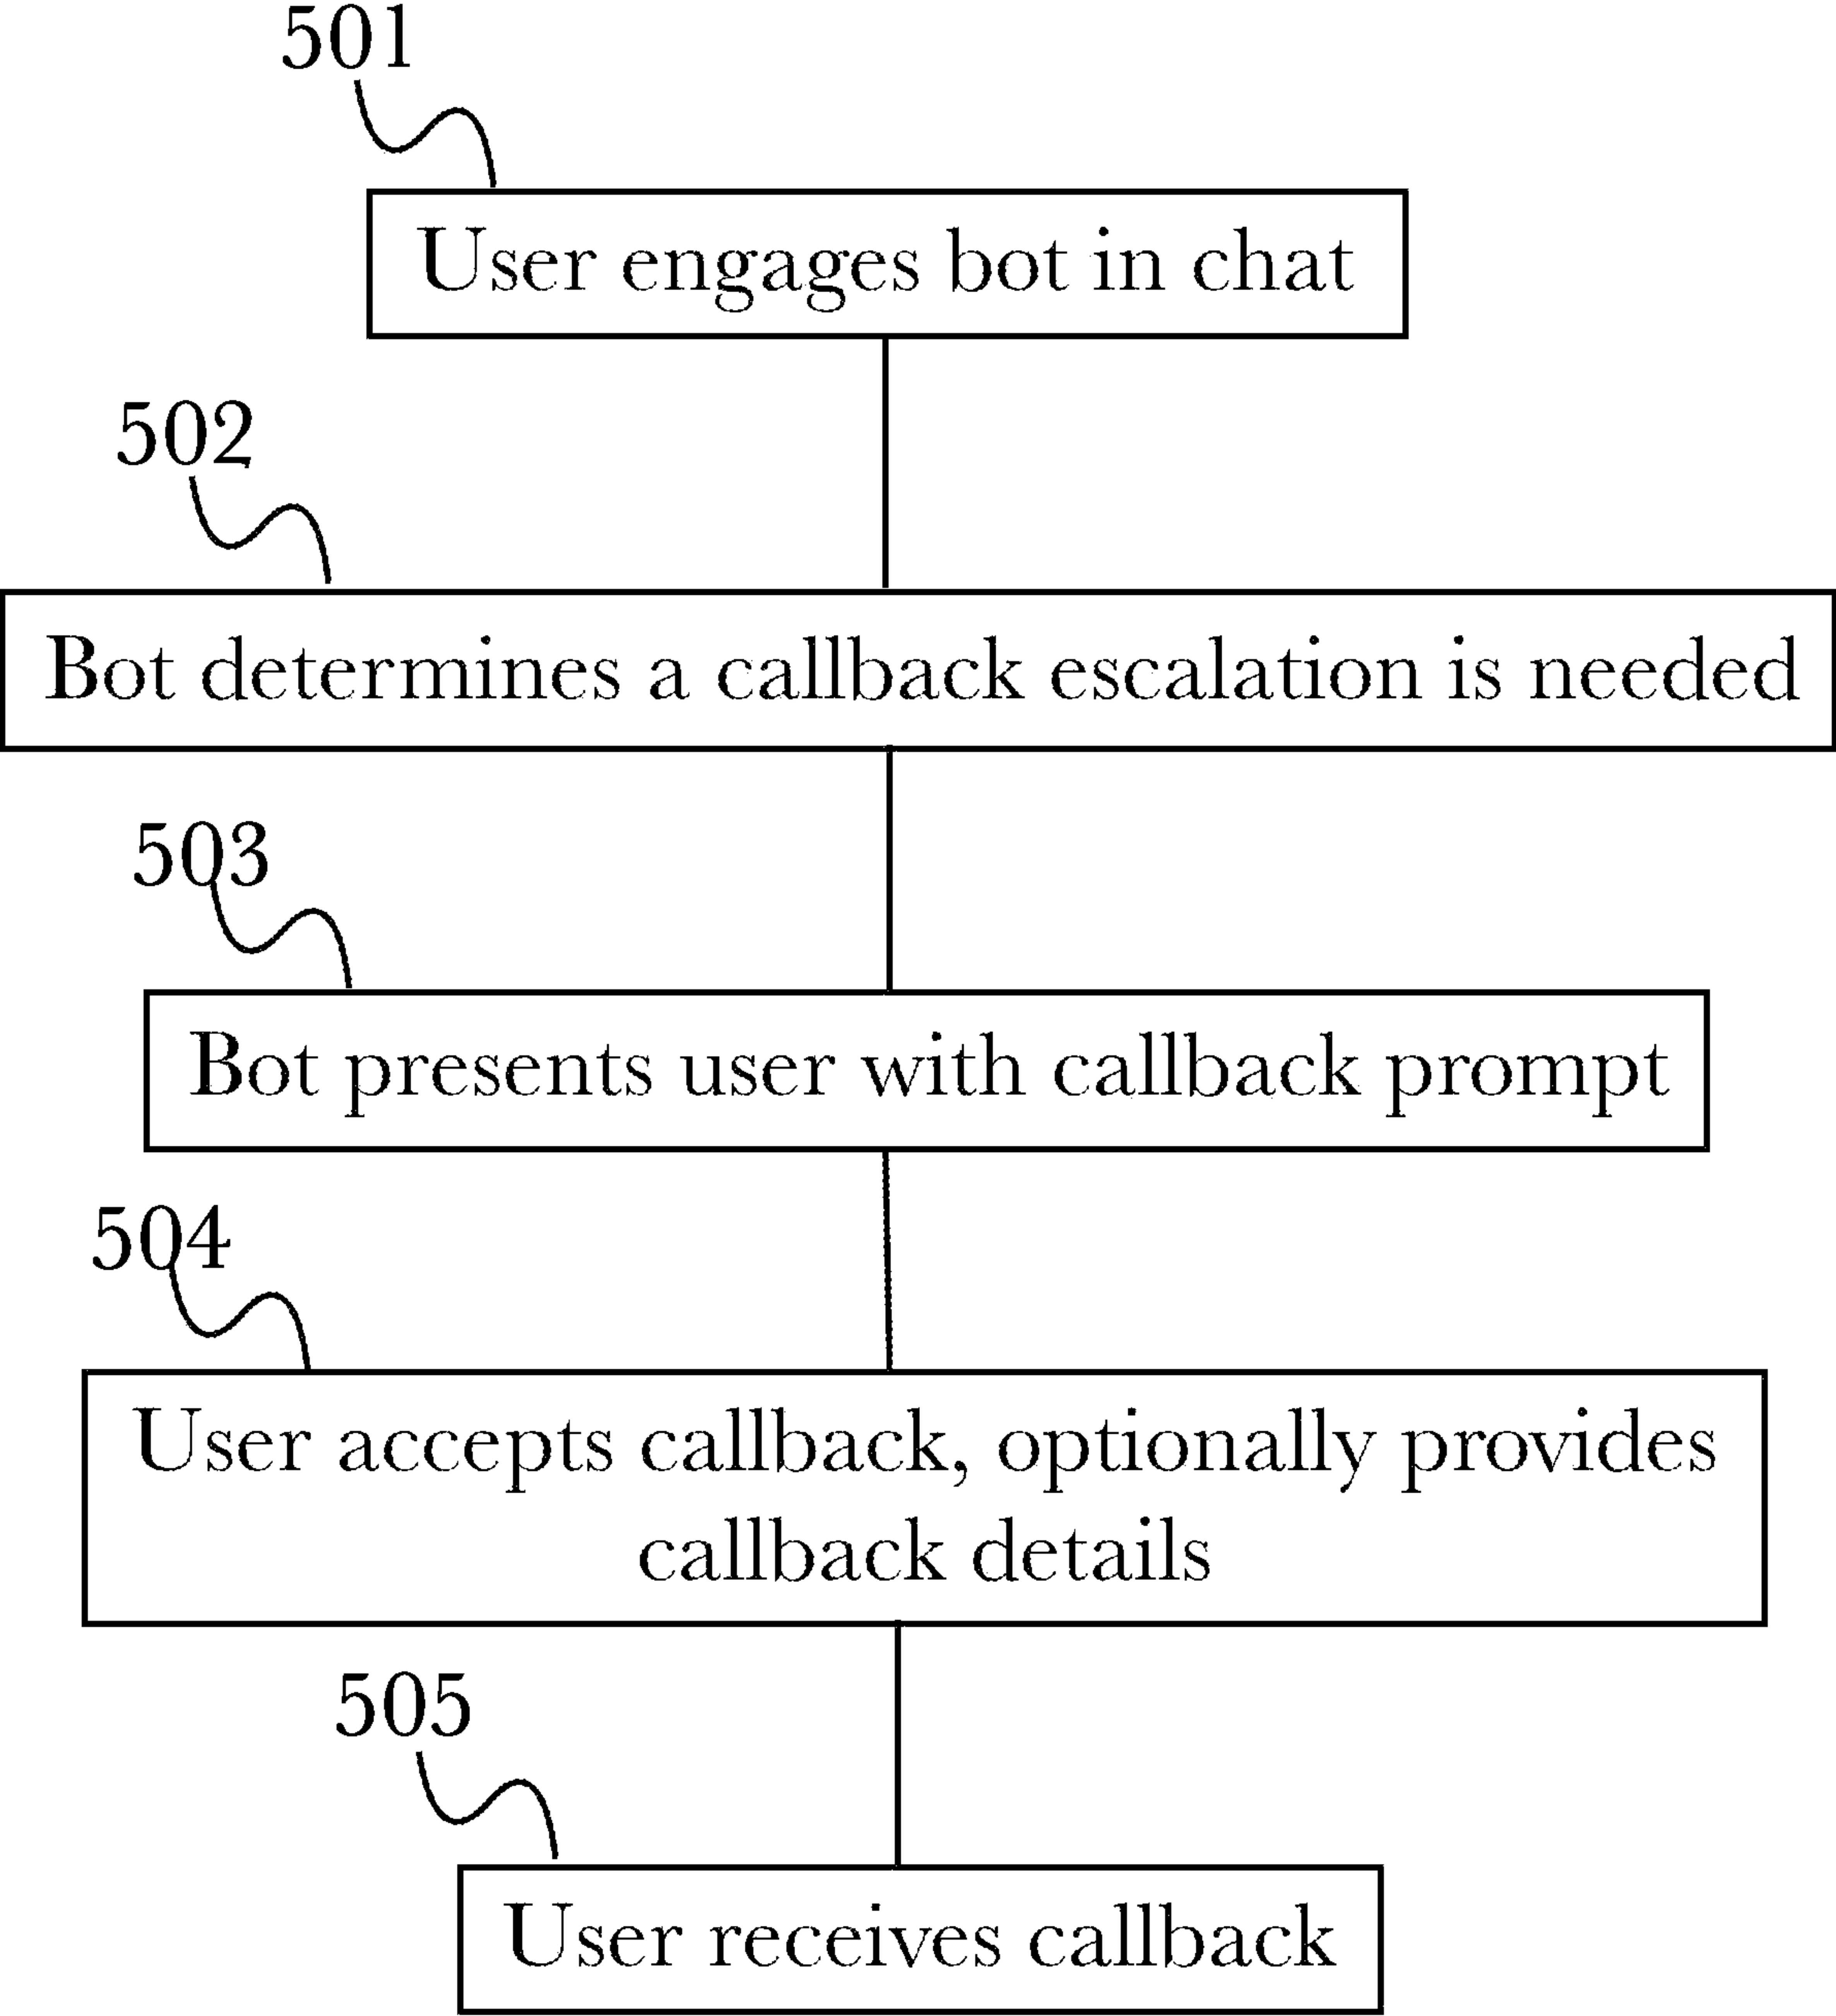 501
User engages bot in chat
502
Bot determines a callback escalation is needed
503
Bot presents user with callback prompt
504
User accepts callback, optionally provides
callback details
505
User receives callback